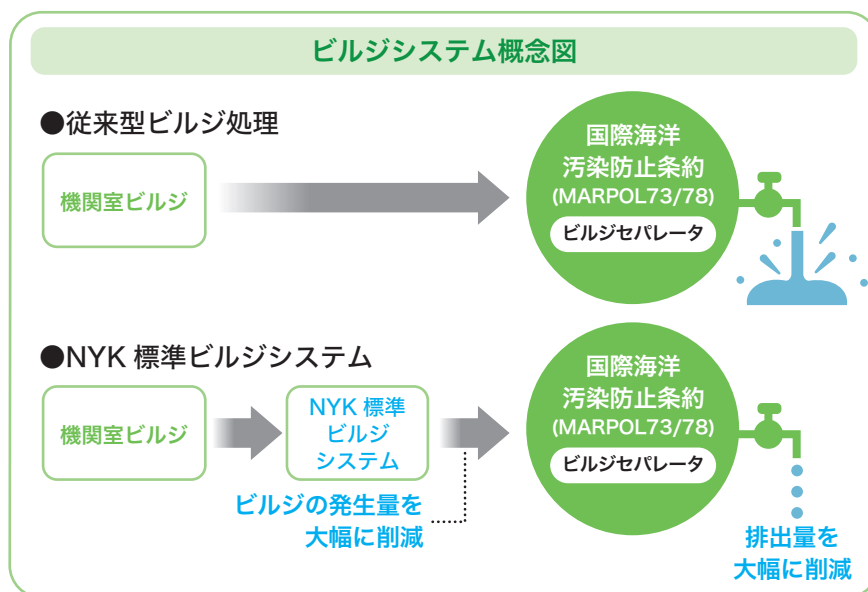 ビルジシステム概念図
●従来型ビルジ処理
機関室ビルジ
国際海洋
汚染防止条約
(MARPOL73/78)
ビルジセパレータ
●NYK 標準ビルジシステム
機関室ビルジ
NYK 標準
ビルジ
システム
ビルジの発生量を
大幅に削減
国際海洋
汚染防止条約
(MARPOL73/78)
ビルジセパレータ
排出量を
大幅に削減